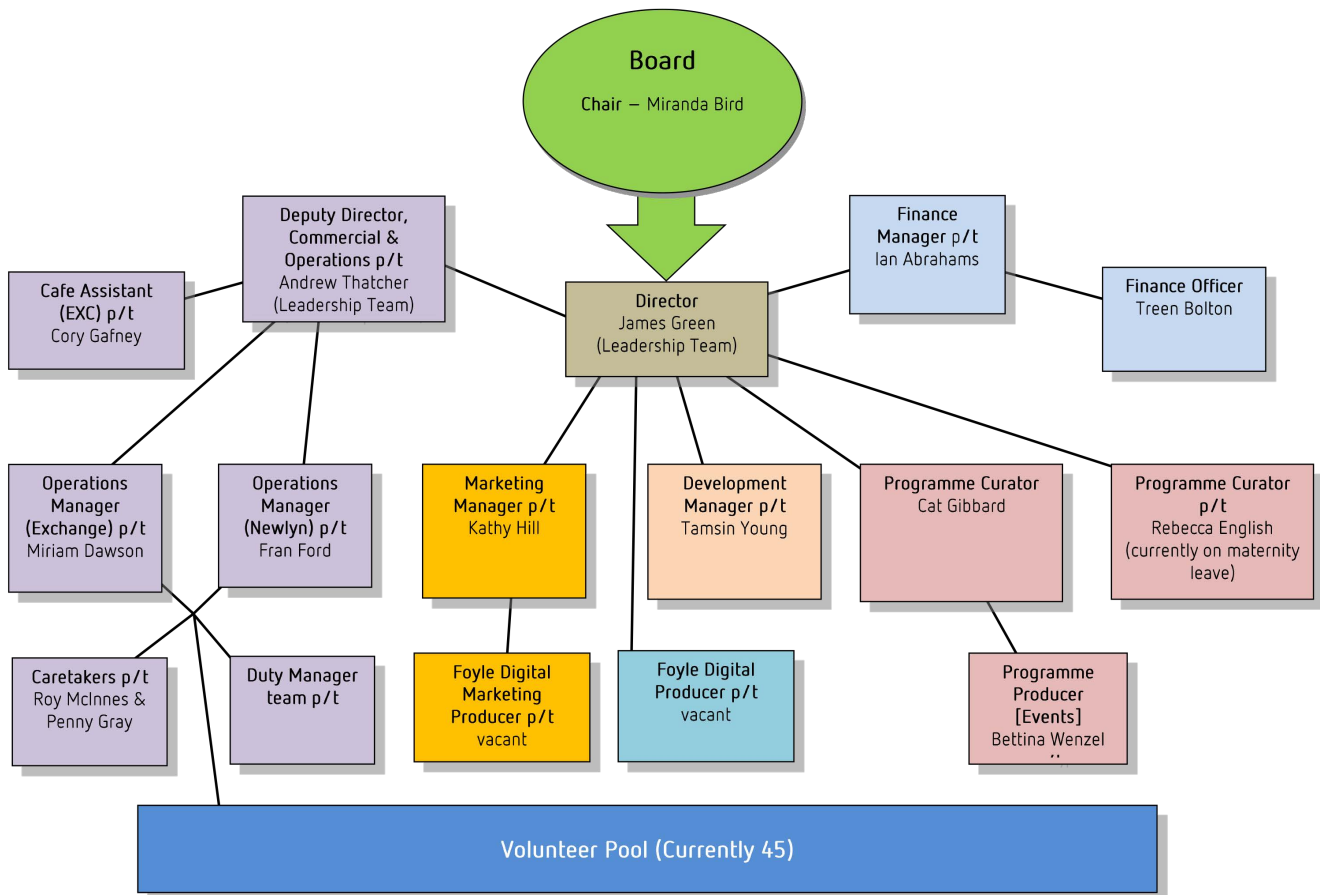 Board
Chair – Miranda Bird
Deputy Director,
Commercial &
Operations p/t
Andrew Thatcher
(Leadership Team)
Finance
Manager p/t
Ian Abrahams
Cafe Assistant
(EXC) p/t
Cory Gafney
Director
James Green
(Leadership Team)
Finance Officer
Treen Bolton
Operations
Manager
(Exchange) p/t
Miriam Dawson
Operations
Manager
(Newlyn) p/t
Fran Ford
Marketing
Manager p/t
Kathy Hill
Development
Manager p/t
Tamsin Young
Programme Curator
Cat Gibbard
Programme Curator
p/t
Rebecca English
(currently on maternity
leave)
Caretakers p/t
Roy McInnes &
Penny Gray
Duty Manager
team p/t
Foyle Digital
Marketing
Producer p/t
vacant
Foyle Digital
Producer p/t
vacant
Programme
Producer
[Events]
Bettina Wenzel
Volunteer Pool (Currently 45)